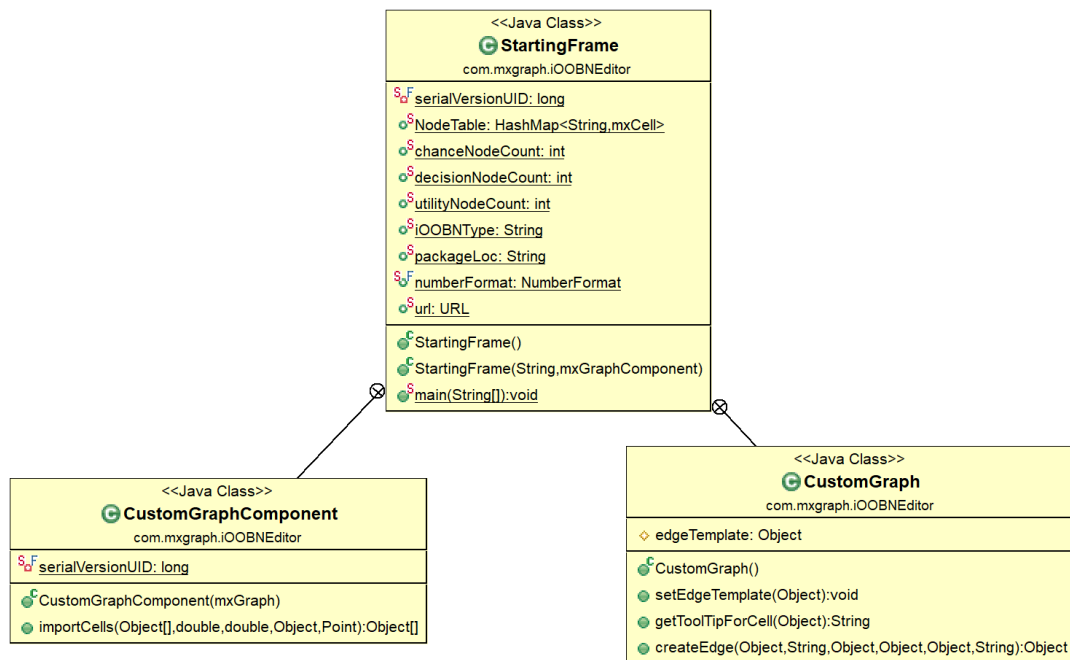 <<Java Class>>
StartingFrame
com.mxgraph.iOOBNEditor
serialVersionUID: long
NodeTable: HashMap<String,mxCell>
chanceNodeCount: int
decisionNodeCount: int
utilityNodeCount: int
iOOBNType: String
packageLoc: String
numberFormat: NumberFormat
url: URL
StartingFrame()
StartingFrame(String,mxGraphComponent)
main(String[]):void
<<Java Class>>
CustomGraphComponent
com.mxgraph.iOOBNEditor
serialVersionUID: long
CustomGraphComponent(mxGraph)
importCells(Object[],double,double,Object,Point):Object[]
<<Java Class>>
CustomGraph
com.mxgraph.iOOBNEditor
edgeTemplate: Object
CustomGraph()
setEdgeTemplate(Object):void
getToolTipForCell(Object):String
createEdge(Object,String,Object,Object,Object,String):Object